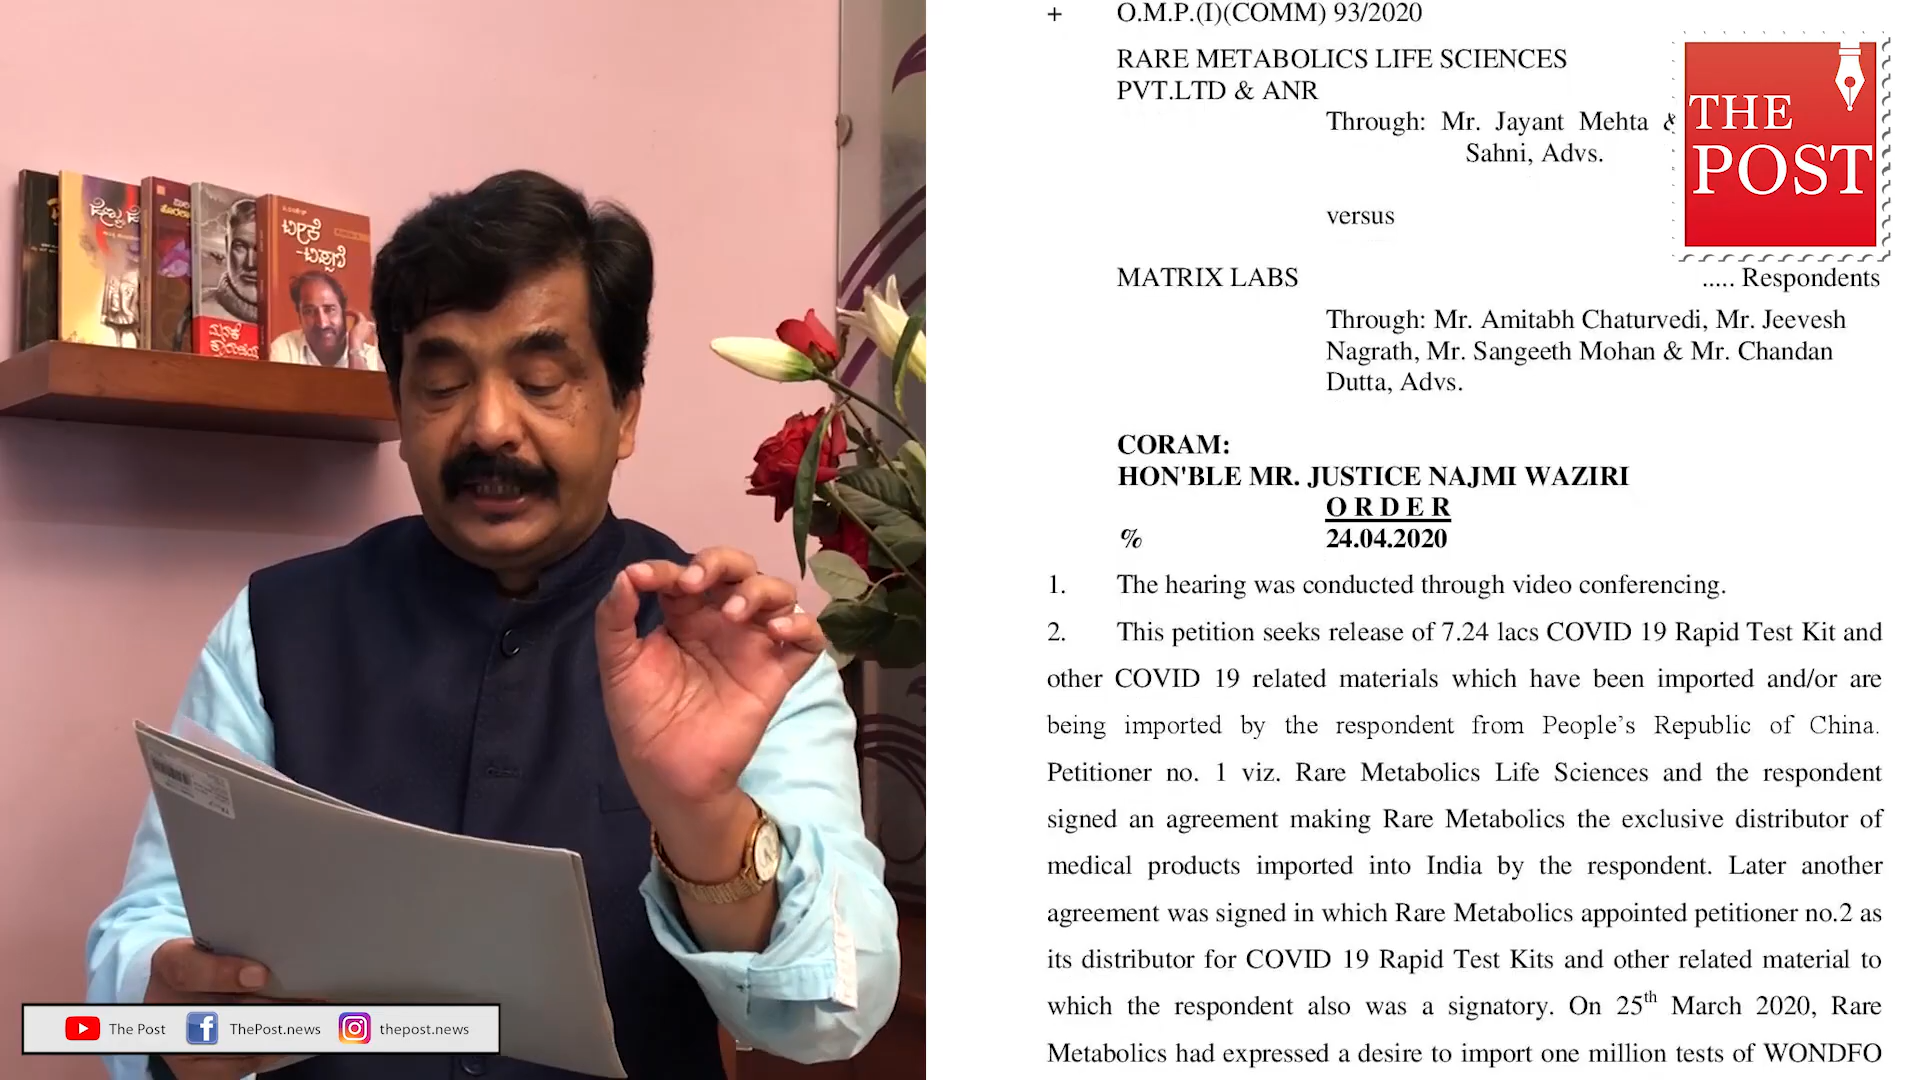 + O.M.P.(I)(COMM) 93/2020
RARE METABOLICS LIFE SCIENCES
PVT.LTD & ANR
Through: Mr. Jayant Mehta &
Sahni, Advs.
versus
MATRIX LABS
..... Respondents
Through: Mr. Amitabh Chaturvedi, Mr. Jeevesh
Nagrath, Mr. Sangeeth Mohan & Mr. Chandan
Dutta, Advs.
CORAM:
HON'BLE MR. JUSTICE NAJMI WAZIRI
O R D E R
% 24.04.2020
1. The hearing was conducted through video conferencing.
2. This petition seeks release of 7.24 lacs COVID 19 Rapid Test Kit and
other COVID 19 related materials which have been imported and/or are
being imported by the respondent from People’s Republic of China.
Petitioner no. 1 viz. Rare Metabolics Life Sciences and the respondent
signed an agreement making Rare Metabolics the exclusive distributor of
medical products imported into India by the respondent. Later another
agreement was signed in which Rare Metabolics appointed petitioner no.2 as
its distributor for COVID 19 Rapid Test Kits and other related material to
which the respondent also was a signatory. On 25th March 2020, Rare
Metabolics had expressed a desire to import one million tests of WONDFO
THE
POST
ಟೀಕೆ
-ಟಿಪ್ಪಣಿ
The Post ThePost.news thepost.news